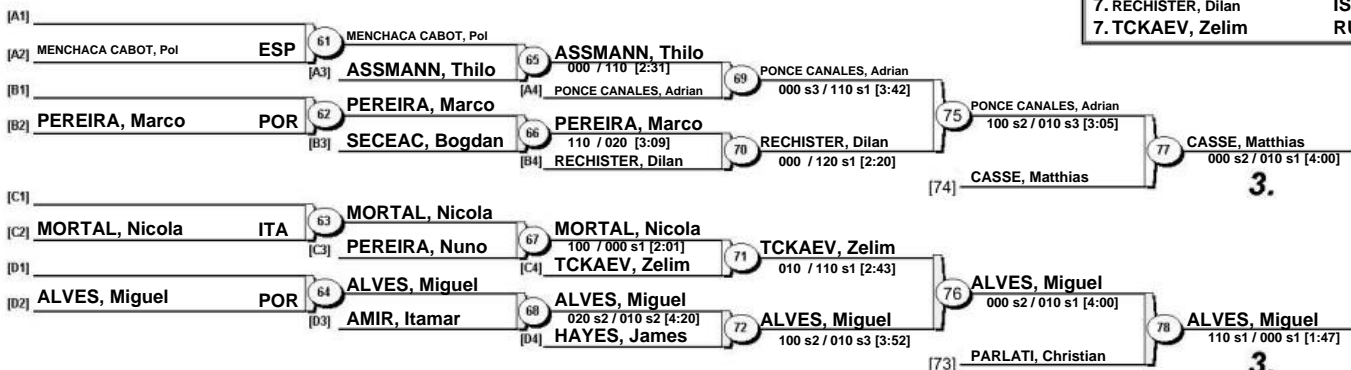 7. RECHISTER, Dilan IS
7. TCKAEV, Zelim RU
[A1]
[A2] MENCHACA CABOT, Pol ESP
61 MENCHACA CABOT, Pol
[A3] ASSMANN, Thilo
65 ASSMANN, Thilo
000 / 110 [2:31]
[A4] PONCE CANALES, Adrian
69 PONCE CANALES, Adrian
000 s3 / 110 s1 [3:42]
[B1]
[B2] PEREIRA, Marco POR
62 PEREIRA, Marco
[B3] SECEAC, Bogdan
66 PEREIRA, Marco
110 / 020 [3:09]
[B4] RECHISTER, Dilan
70 RECHISTER, Dilan
000 / 120 s1 [2:20]
75 PONCE CANALES, Adrian
100 s2 / 010 s3 [3:05]
[74] CASSE, Matthias
77 CASSE, Matthias
000 s2 / 010 s1 [4:00]
3.
[C1]
[C2] MORTAL, Nicola ITA
63 MORTAL, Nicola
[C3] PEREIRA, Nuno
67 MORTAL, Nicola
100 / 000 s1 [2:01]
[C4] TCKAEV, Zelim
71 TCKAEV, Zelim
010 / 110 s1 [2:43]
[D1]
[D2] ALVES, Miguel POR
64 ALVES, Miguel
[D3] AMIR, Itamar
68 ALVES, Miguel
020 s2 / 010 s2 [4:20]
[D4] HAYES, James
72 ALVES, Miguel
100 s2 / 010 s3 [3:52]
76 ALVES, Miguel
000 s2 / 010 s1 [4:00]
[73] PARLATI, Christian
78 ALVES, Miguel
110 s1 / 000 s1 [1:47]
3.